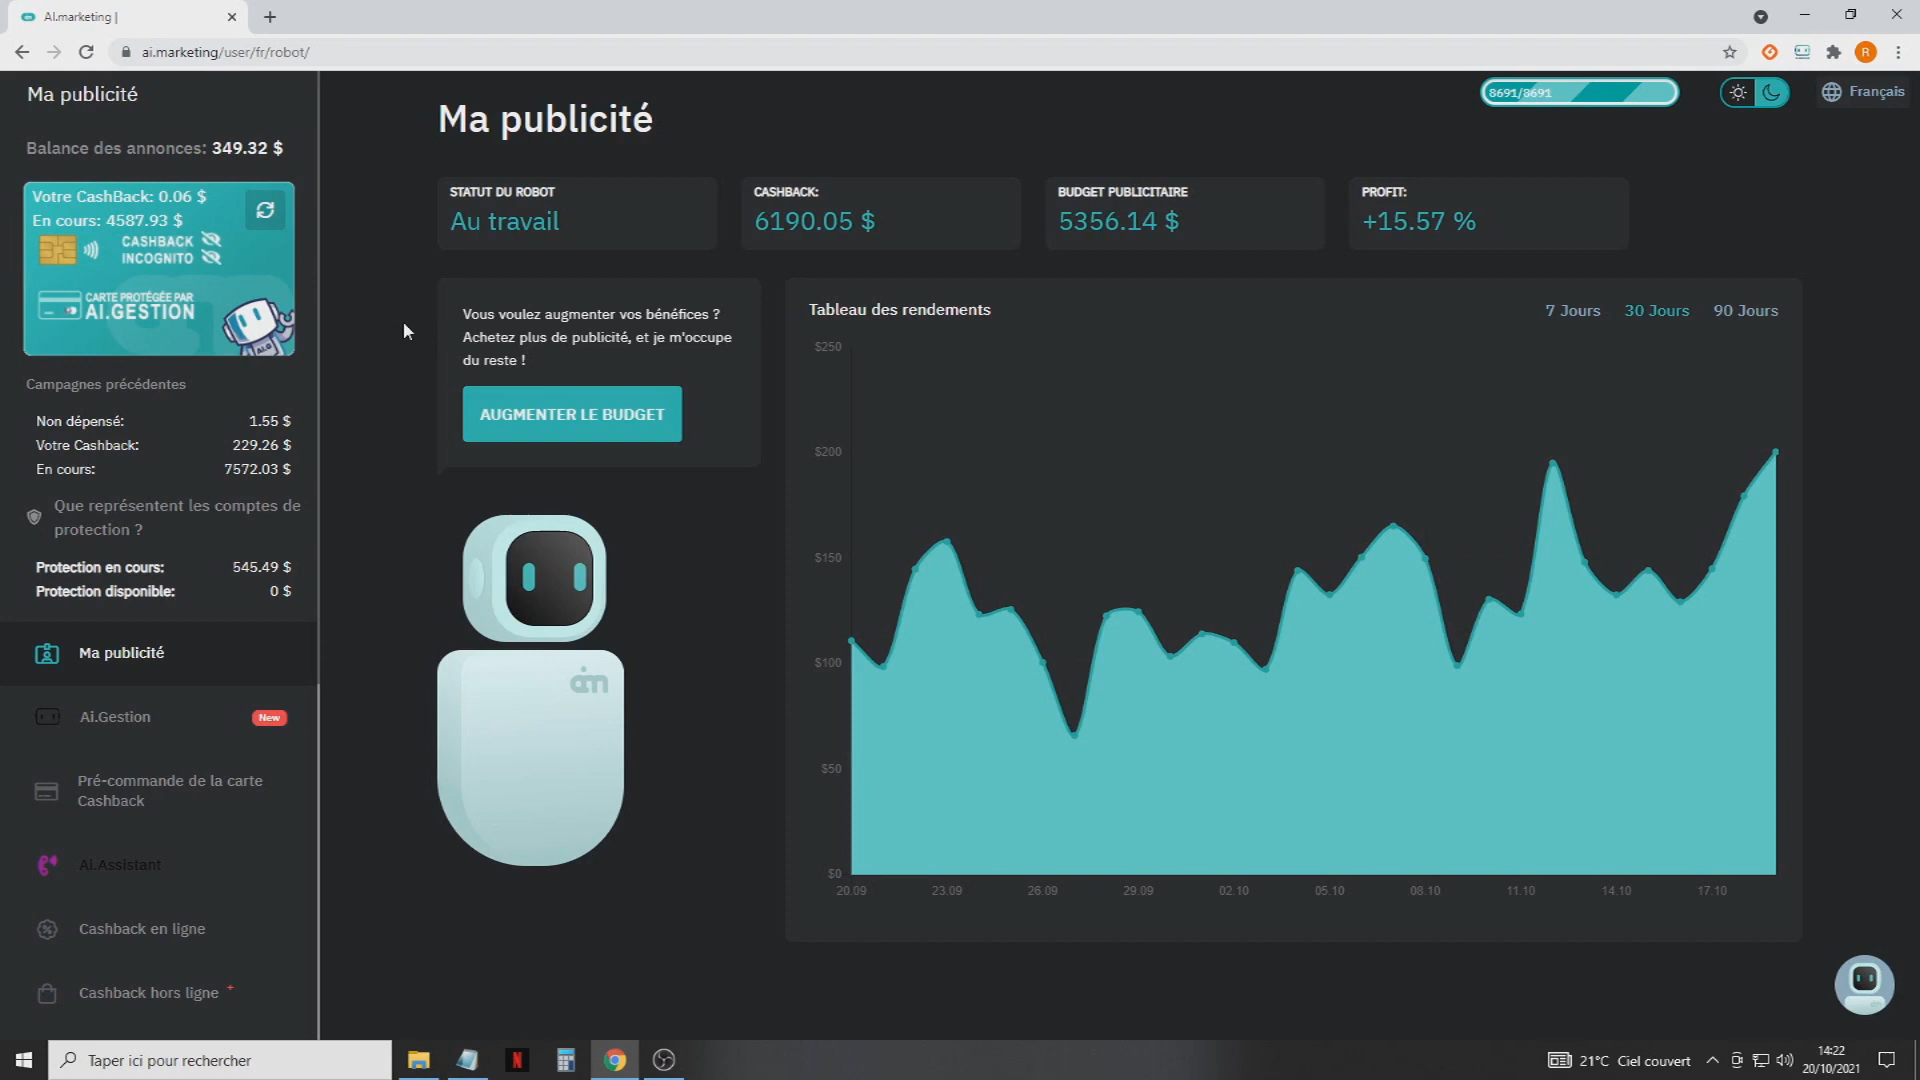 AI.marketing |
ai.marketing/user/fr/robot/
R
Ma publicité
Balance des annonces: 349.32 $
Votre CashBack: 0.06 $
En cours: 4587.93 $
CASHBACK
INCOGNITO
CARTE PROTÉGÉE PAR
AI.GESTION
AI.G
Campagnes précédentes
Non dépensé: 1.55 $
Votre Cashback: 229.26 $
En cours: 7572.03 $
Que représentent les comptes de
protection ?
Protection en cours: 545.49 $
Protection disponible: 0 $
Ma publicité
Ai.Gestion New
Pré-commande de la carte
Cashback
Ai.Assistant
Cashback en ligne
Cashback hors ligne +
Ma publicité
8691/8691
Français
STATUT DU ROBOT
Au travail
CASHBACK:
6190.05 $
BUDGET PUBLICITAIRE
5356.14 $
PROFIT:
+15.57 %
Vous voulez augmenter vos bénéfices ?
Achetez plus de publicité, et je m'occupe
du reste !
AUGMENTER LE BUDGET
aim
Tableau des rendements
7 Jours 30 Jours 90 Jours
$250
$200
$150
$100
$50
$0
20.09 23.09 26.09 29.09 02.10 05.10 08.10 11.10 14.10 17.10
Taper ici pour rechercher
N
21°C Ciel couvert
14:22
20/10/2021